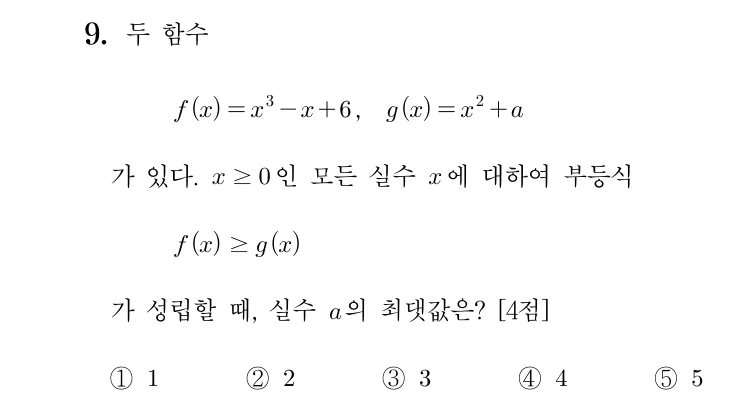 9. 두 함수
f(x)=x³-x+6, g(x)=x²+a
가 있다. x≥0인 모든 실수 x에 대하여 부등식
f(x)≥g(x)
가 성립할 때, 실수 a의 최댓값은? [4점]
① 1 ② 2 ③ 3 ④ 4 ⑤ 5